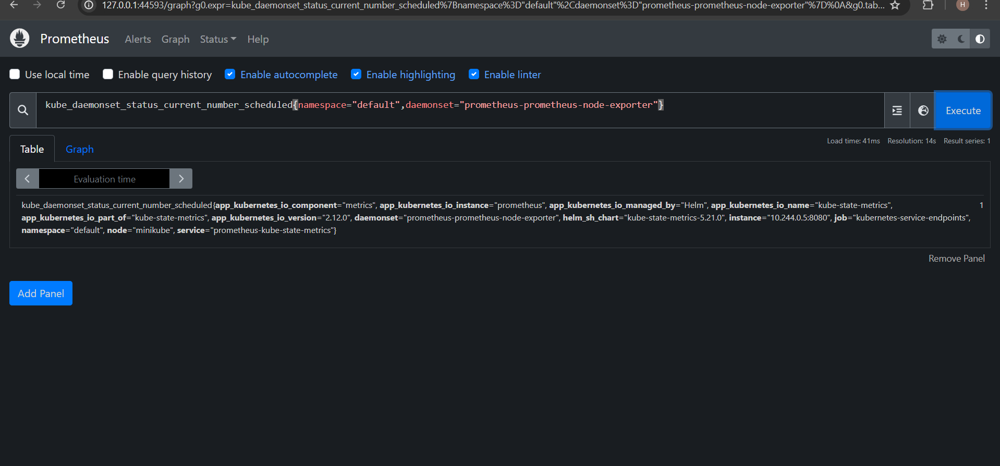 127.0.0.1:44593/graph?g0.expr=kube_daemonset_status_current_number_scheduled%7Bnamespace%3D"default"%2Cdaemonset%3D"prometheus-prometheus-node-exporter"%7D%0A&g0.tab...
H
Prometheus Alerts Graph Status Help
Use local time Enable query history Enable autocomplete Enable highlighting Enable linter
kube_daemonset_status_current_number_scheduled{namespace="default",daemonset="prometheus-prometheus-node-exporter"}
Execute
Load time: 41ms Resolution: 14s Result series: 1
Table Graph
Evaluation time
kube_daemonset_status_current_number_scheduled{app_kubernetes_io_component="metrics", app_kubernetes_io_instance="prometheus", app_kubernetes_io_managed_by="Helm", app_kubernetes_io_name="kube-state-metrics", 1
app_kubernetes_io_part_of="kube-state-metrics", app_kubernetes_io_version="2.12.0", daemonset="prometheus-prometheus-node-exporter", helm_sh_chart="kube-state-metrics-5.21.0", instance="10.244.0.5:8080", job="kubernetes-service-endpoints",
namespace="default", node="minikube", service="prometheus-kube-state-metrics"}
Remove Panel
Add Panel